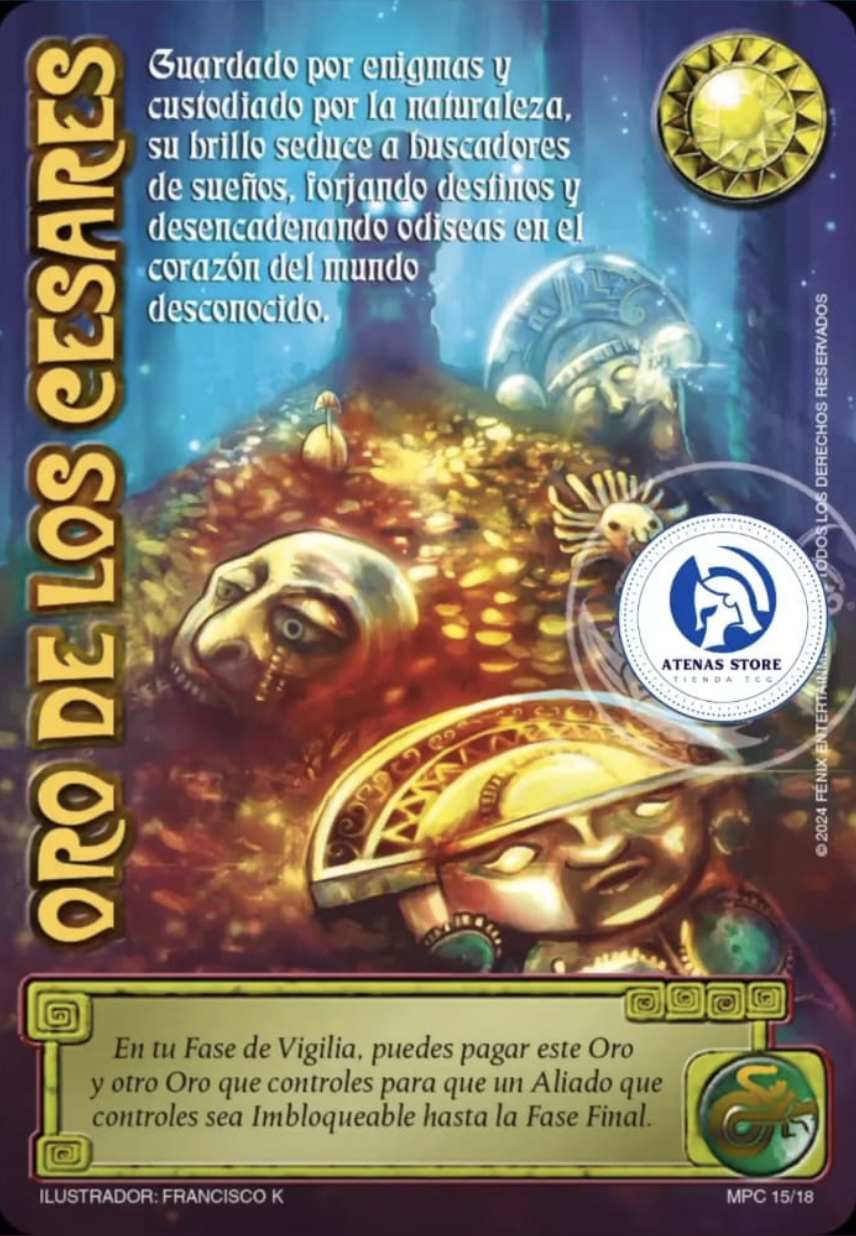 ORO DE LOS CESARES
Guardado por enigmas y
custodiado por la naturaleza,
su brillo seduce a buscadores
de sueños, forjando destinos y
desencadenando odiseas en el
corazón del mundo
desconocido.
ATENAS STORE
TIENDA TCG
© 2024 FÉNIX ENTERTAINM TODOS LOS DERECHOS RESERVADOS
En tu Fase de Vigilia, puedes pagar este Oro
y otro Oro que controles para que un Aliado que
controles sea Imbloqueable hasta la Fase Final.
ILUSTRADOR: FRANCISCO K
MPC 15/18